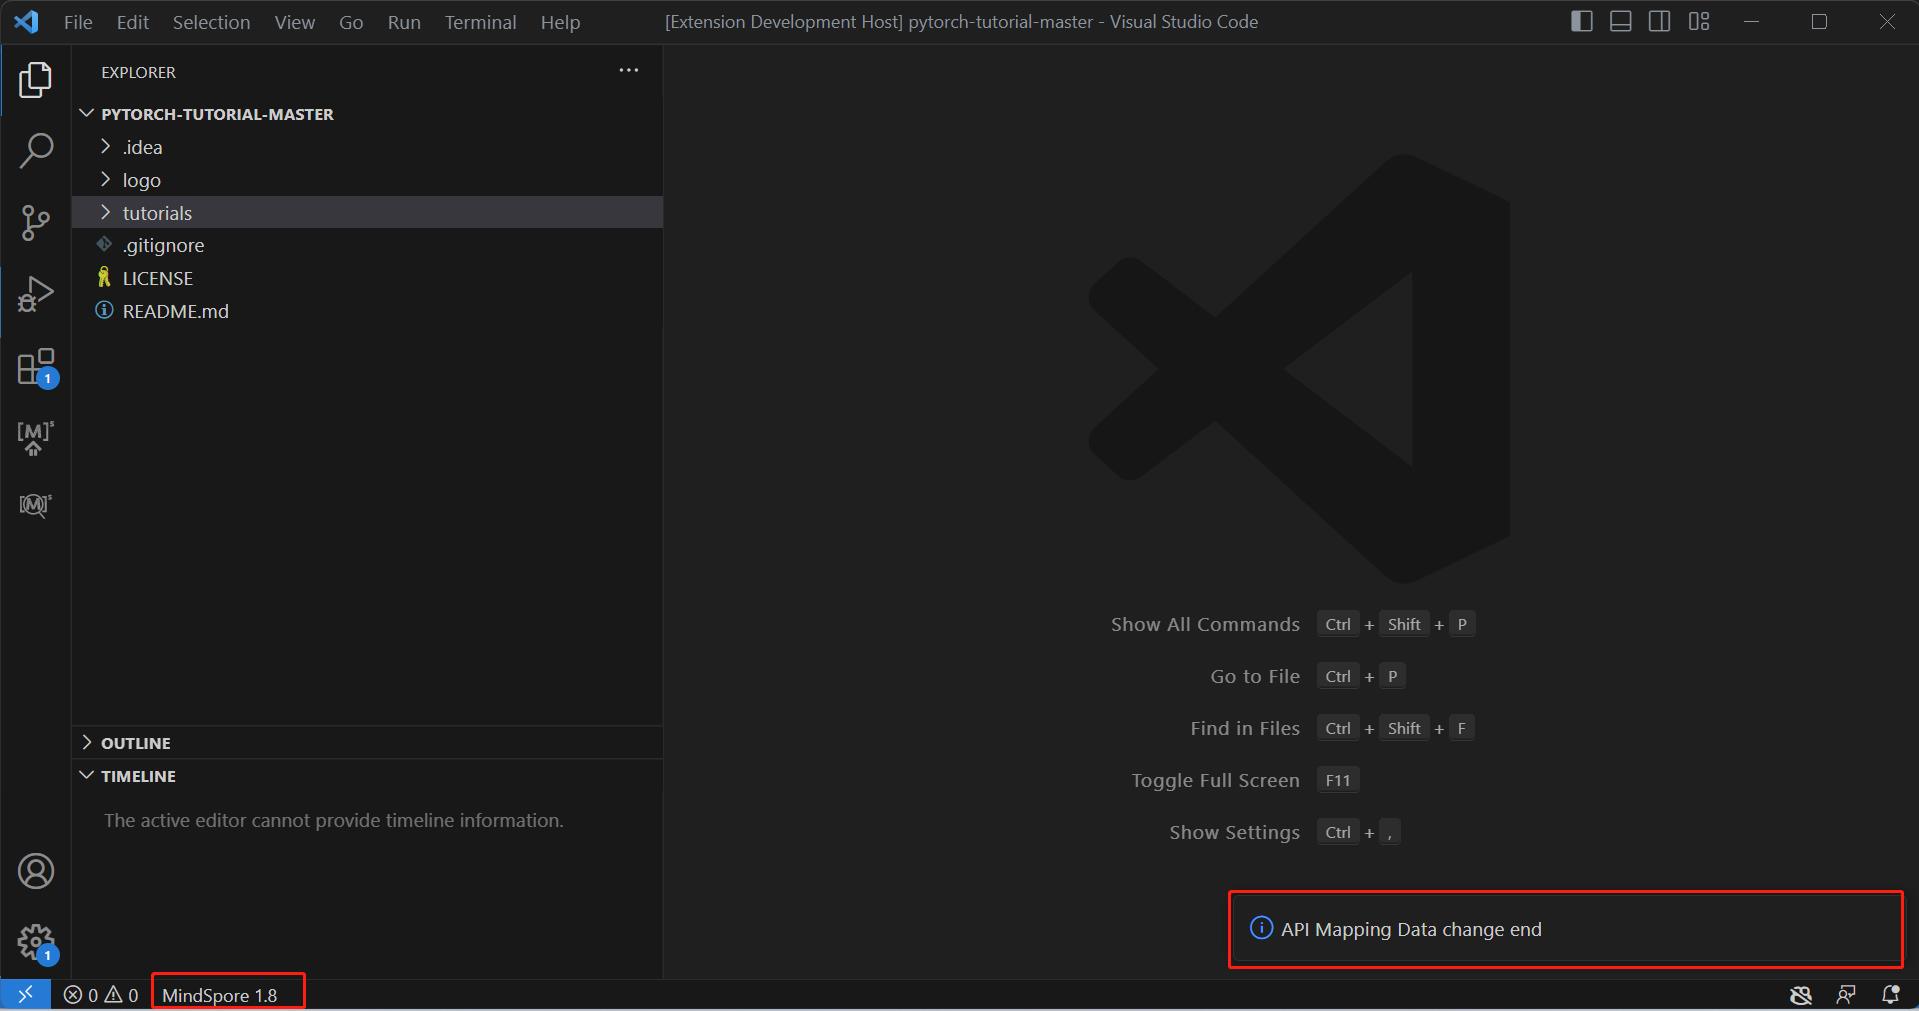 File Edit Selection View Go Run Terminal Help [Extension Development Host] pytorch-tutorial-master - Visual Studio Code
EXPLORER
PYTORCH-TUTORIAL-MASTER
.idea
logo
tutorials
.gitignore
LICENSE
README.md
1
[M]s
[M]s
OUTLINE
TIMELINE
The active editor cannot provide timeline information.
Show All Commands Ctrl + Shift + P
Go to File Ctrl + P
Find in Files Ctrl + Shift + F
Toggle Full Screen F11
Show Settings Ctrl + ,
API Mapping Data change end
1
0 0 MindSpore 1.8